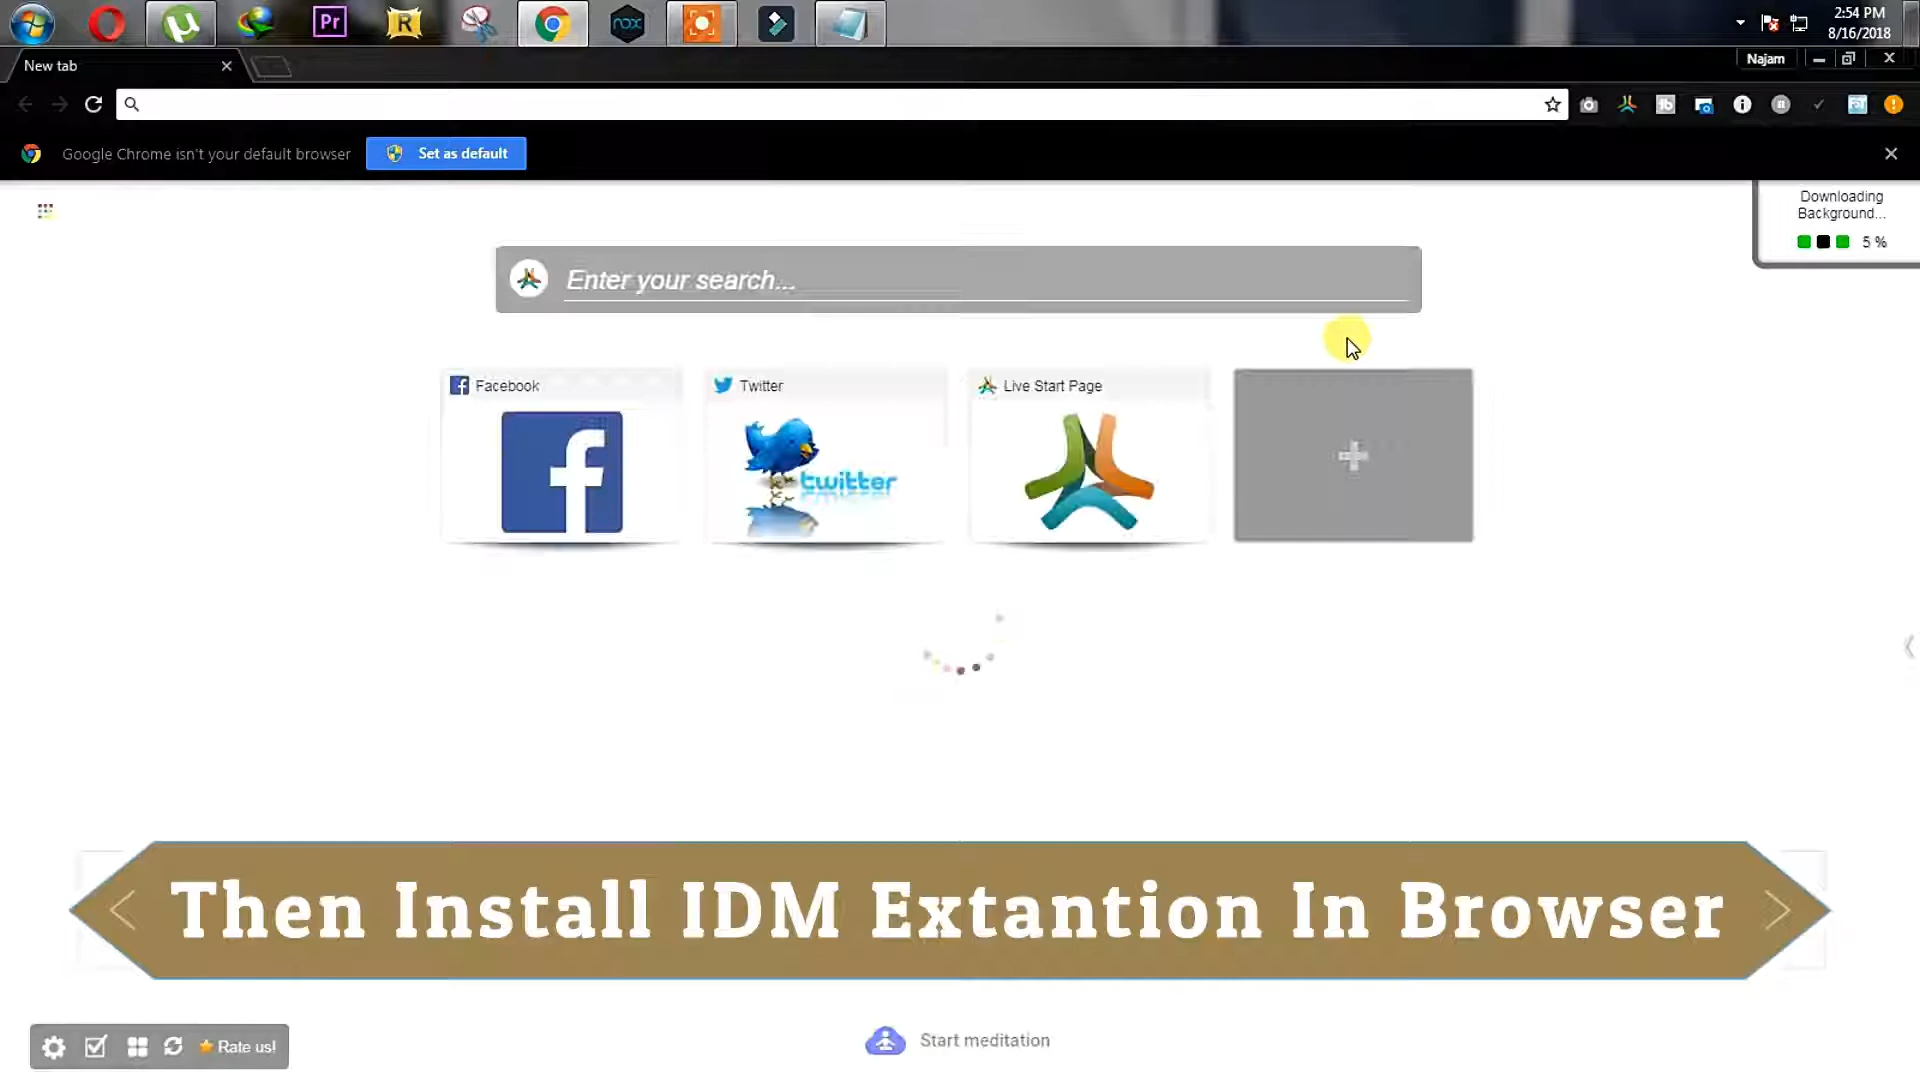 Pr
R
nox
2:54 PM
8/16/2018
New tab
Najam
Google Chrome isn't your default browser
Set as default
Downloading
Background...
5 %
Enter your search...
Facebook
Twitter
Live Start Page
twitter
Then Install IDM Extantion In Browser
Rate us!
Start meditation